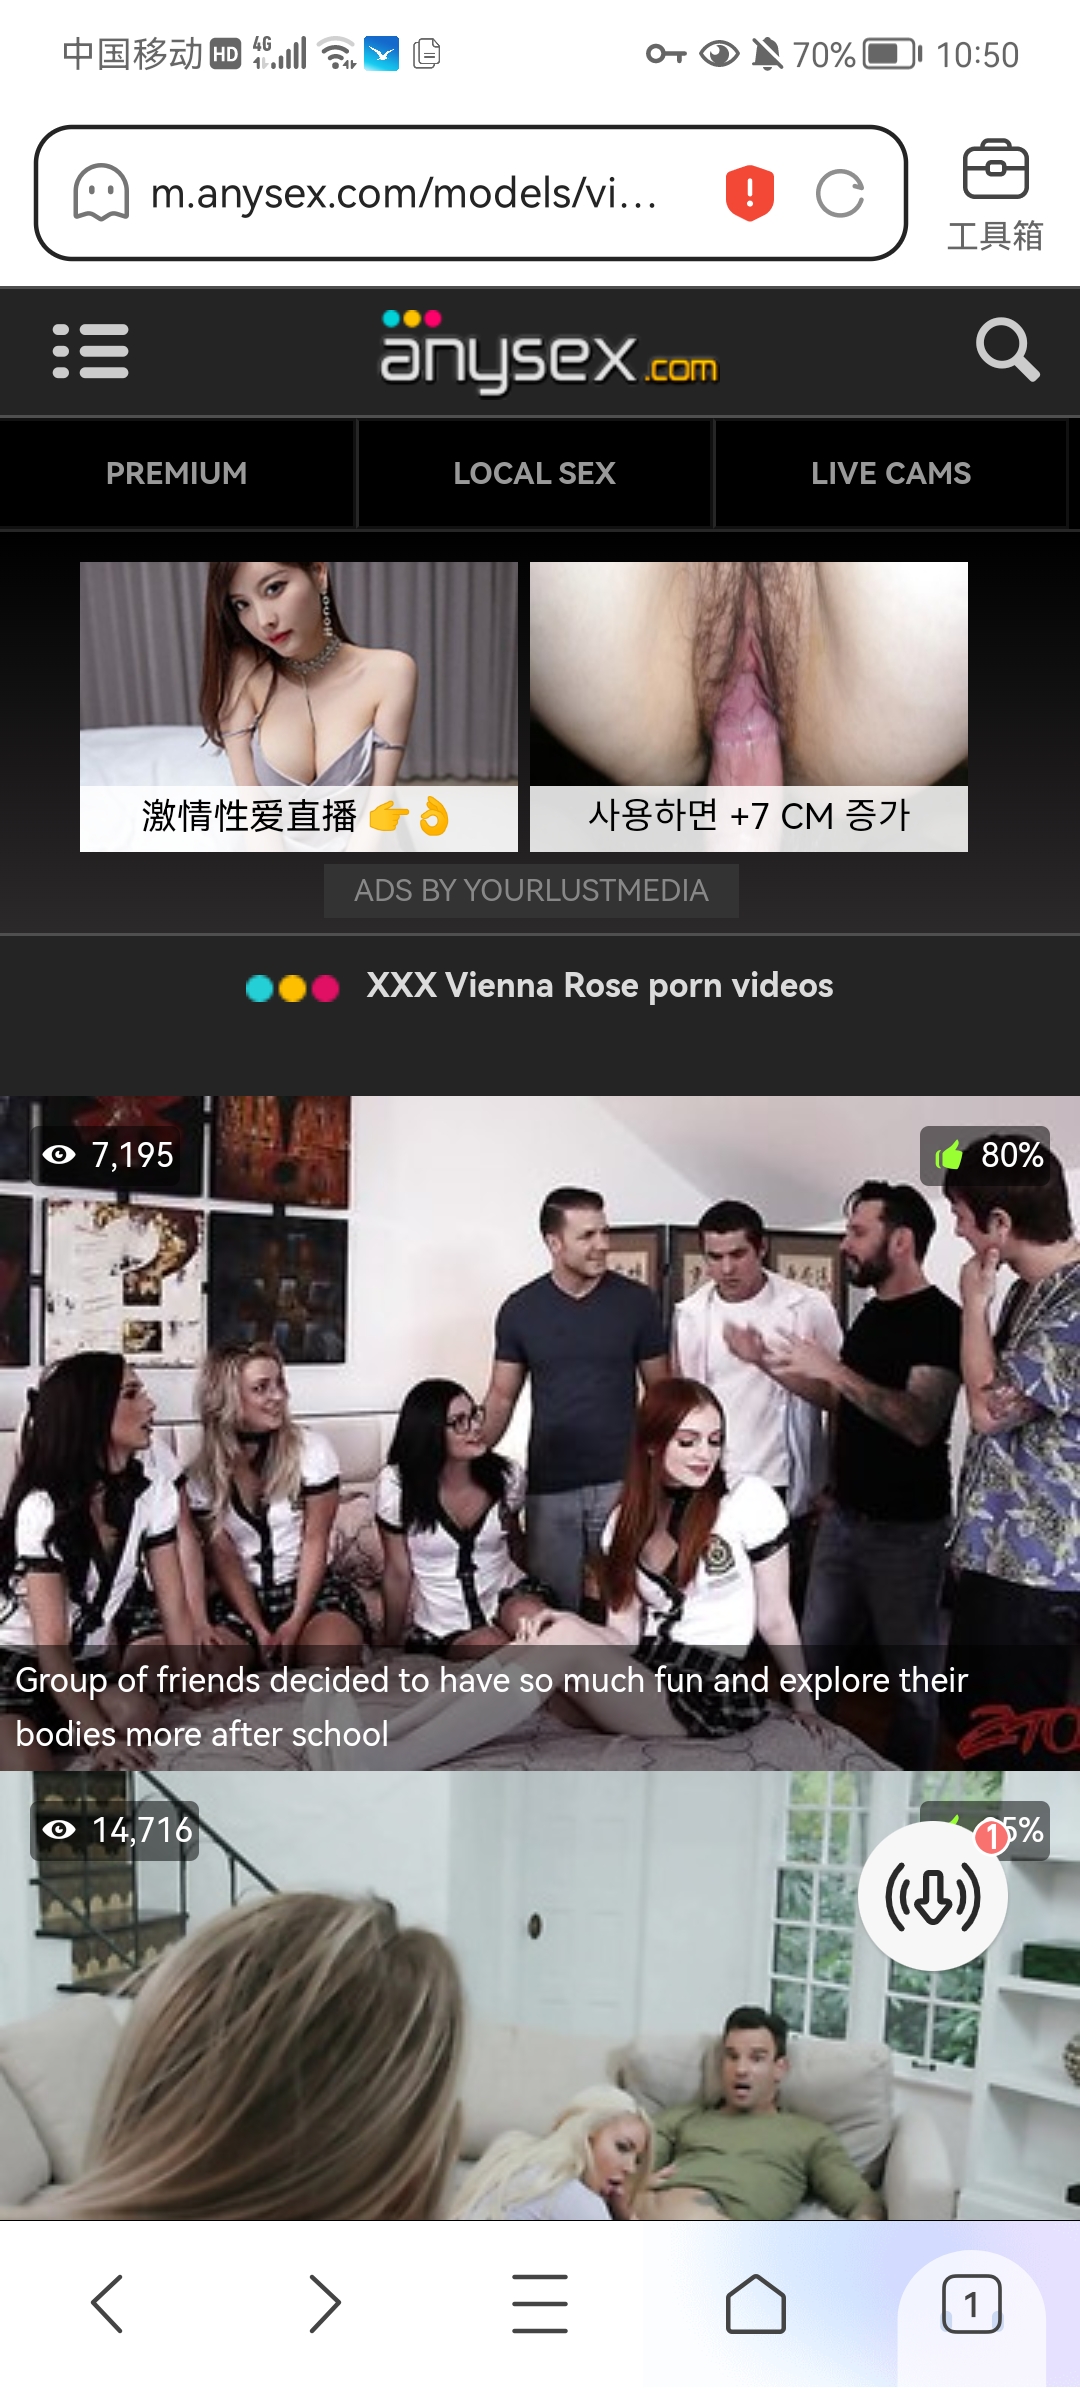 中国移动 HD 4G 70% 10:50
m.anysex.com/models/vi...
工具箱
anysex.com
PREMIUM LOCAL SEX LIVE CAMS
激情性爱直播 👉👌
사용하면 +7 CM 증가
ADS BY YOURLUSTMEDIA
XXX Vienna Rose porn videos
7,195 80%
Group of friends decided to have so much fun and explore their
bodies more after school
14,716 5%
1
1